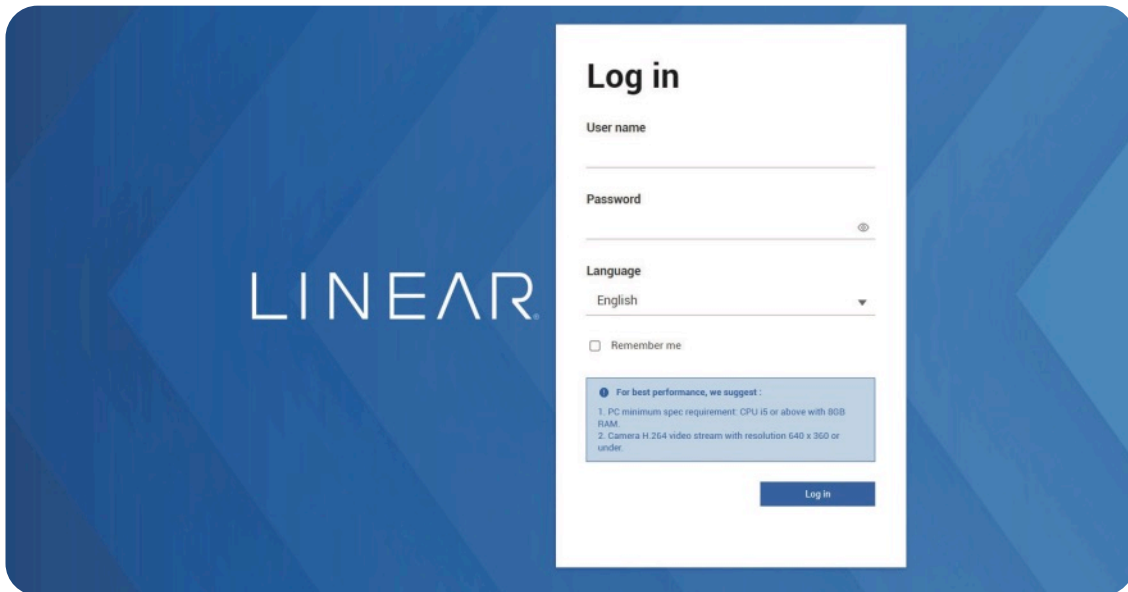 LINEAR
Log in
User name
Password
Language
English
Remember me
For best performance, we suggest :
1. PC minimum spec requirement: CPU i5 or above with 8GB
RAM.
2. Camera H.264 video stream with resolution 640 x 360 or
under.
Log in